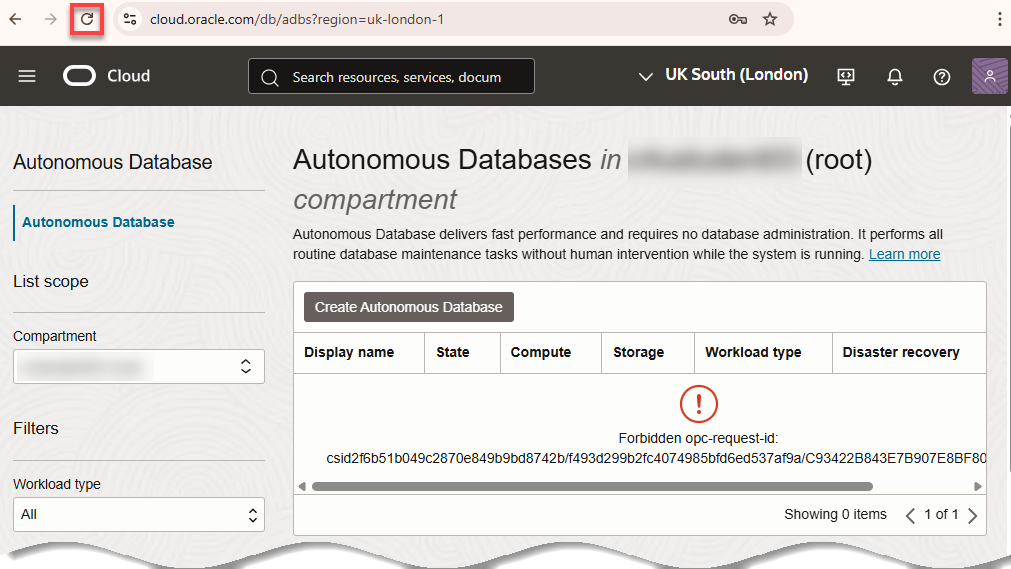 cloud.oracle.com/db/adbs?region=uk-london-1
Cloud
Search resources, services, docum
UK South (London)
Autonomous Database
Autonomous Database
List scope
Compartment
Filters
Workload type
All
Autonomous Databases in (root)
compartment
Autonomous Database delivers fast performance and requires no database administration. It performs all
routine database maintenance tasks without human intervention while the system is running. Learn more
Create Autonomous Database
Display name State Compute Storage Workload type Disaster recovery
Forbidden opc-request-id:
csid2f6b51b049c2870e849b9bd8742b/f493d299b2fc4074985bfd6ed537af9a/C93422B843E7B907E8BF80
Showing 0 items 1 of 1